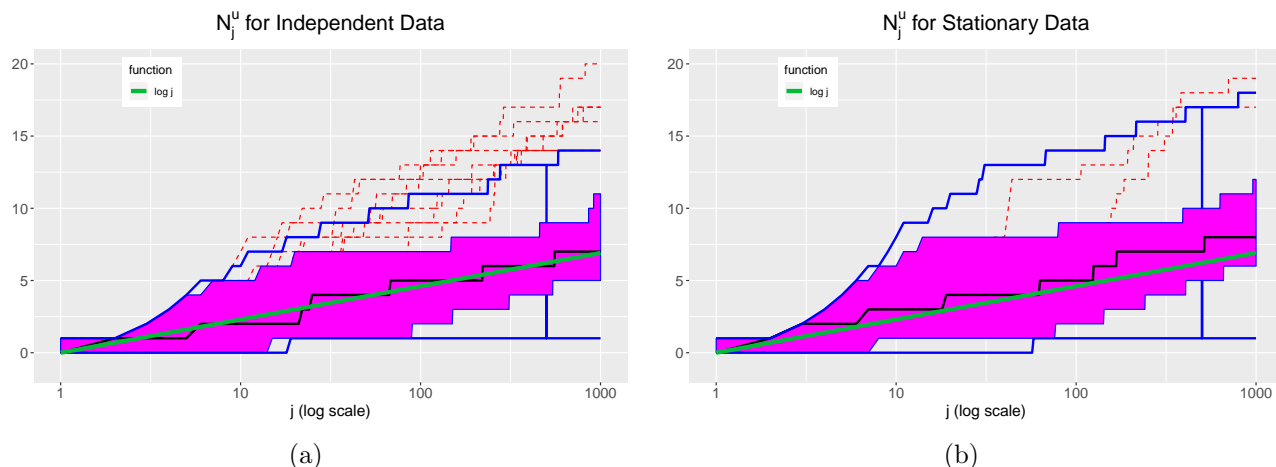 N_j^u for Independent Data
N_j^u for Stationary Data
function
log j
function
log j
20
15
10
5
0
20
15
10
5
0
1 10 100 1000
1 10 100 1000
j (log scale)
j (log scale)
(a)
(b)